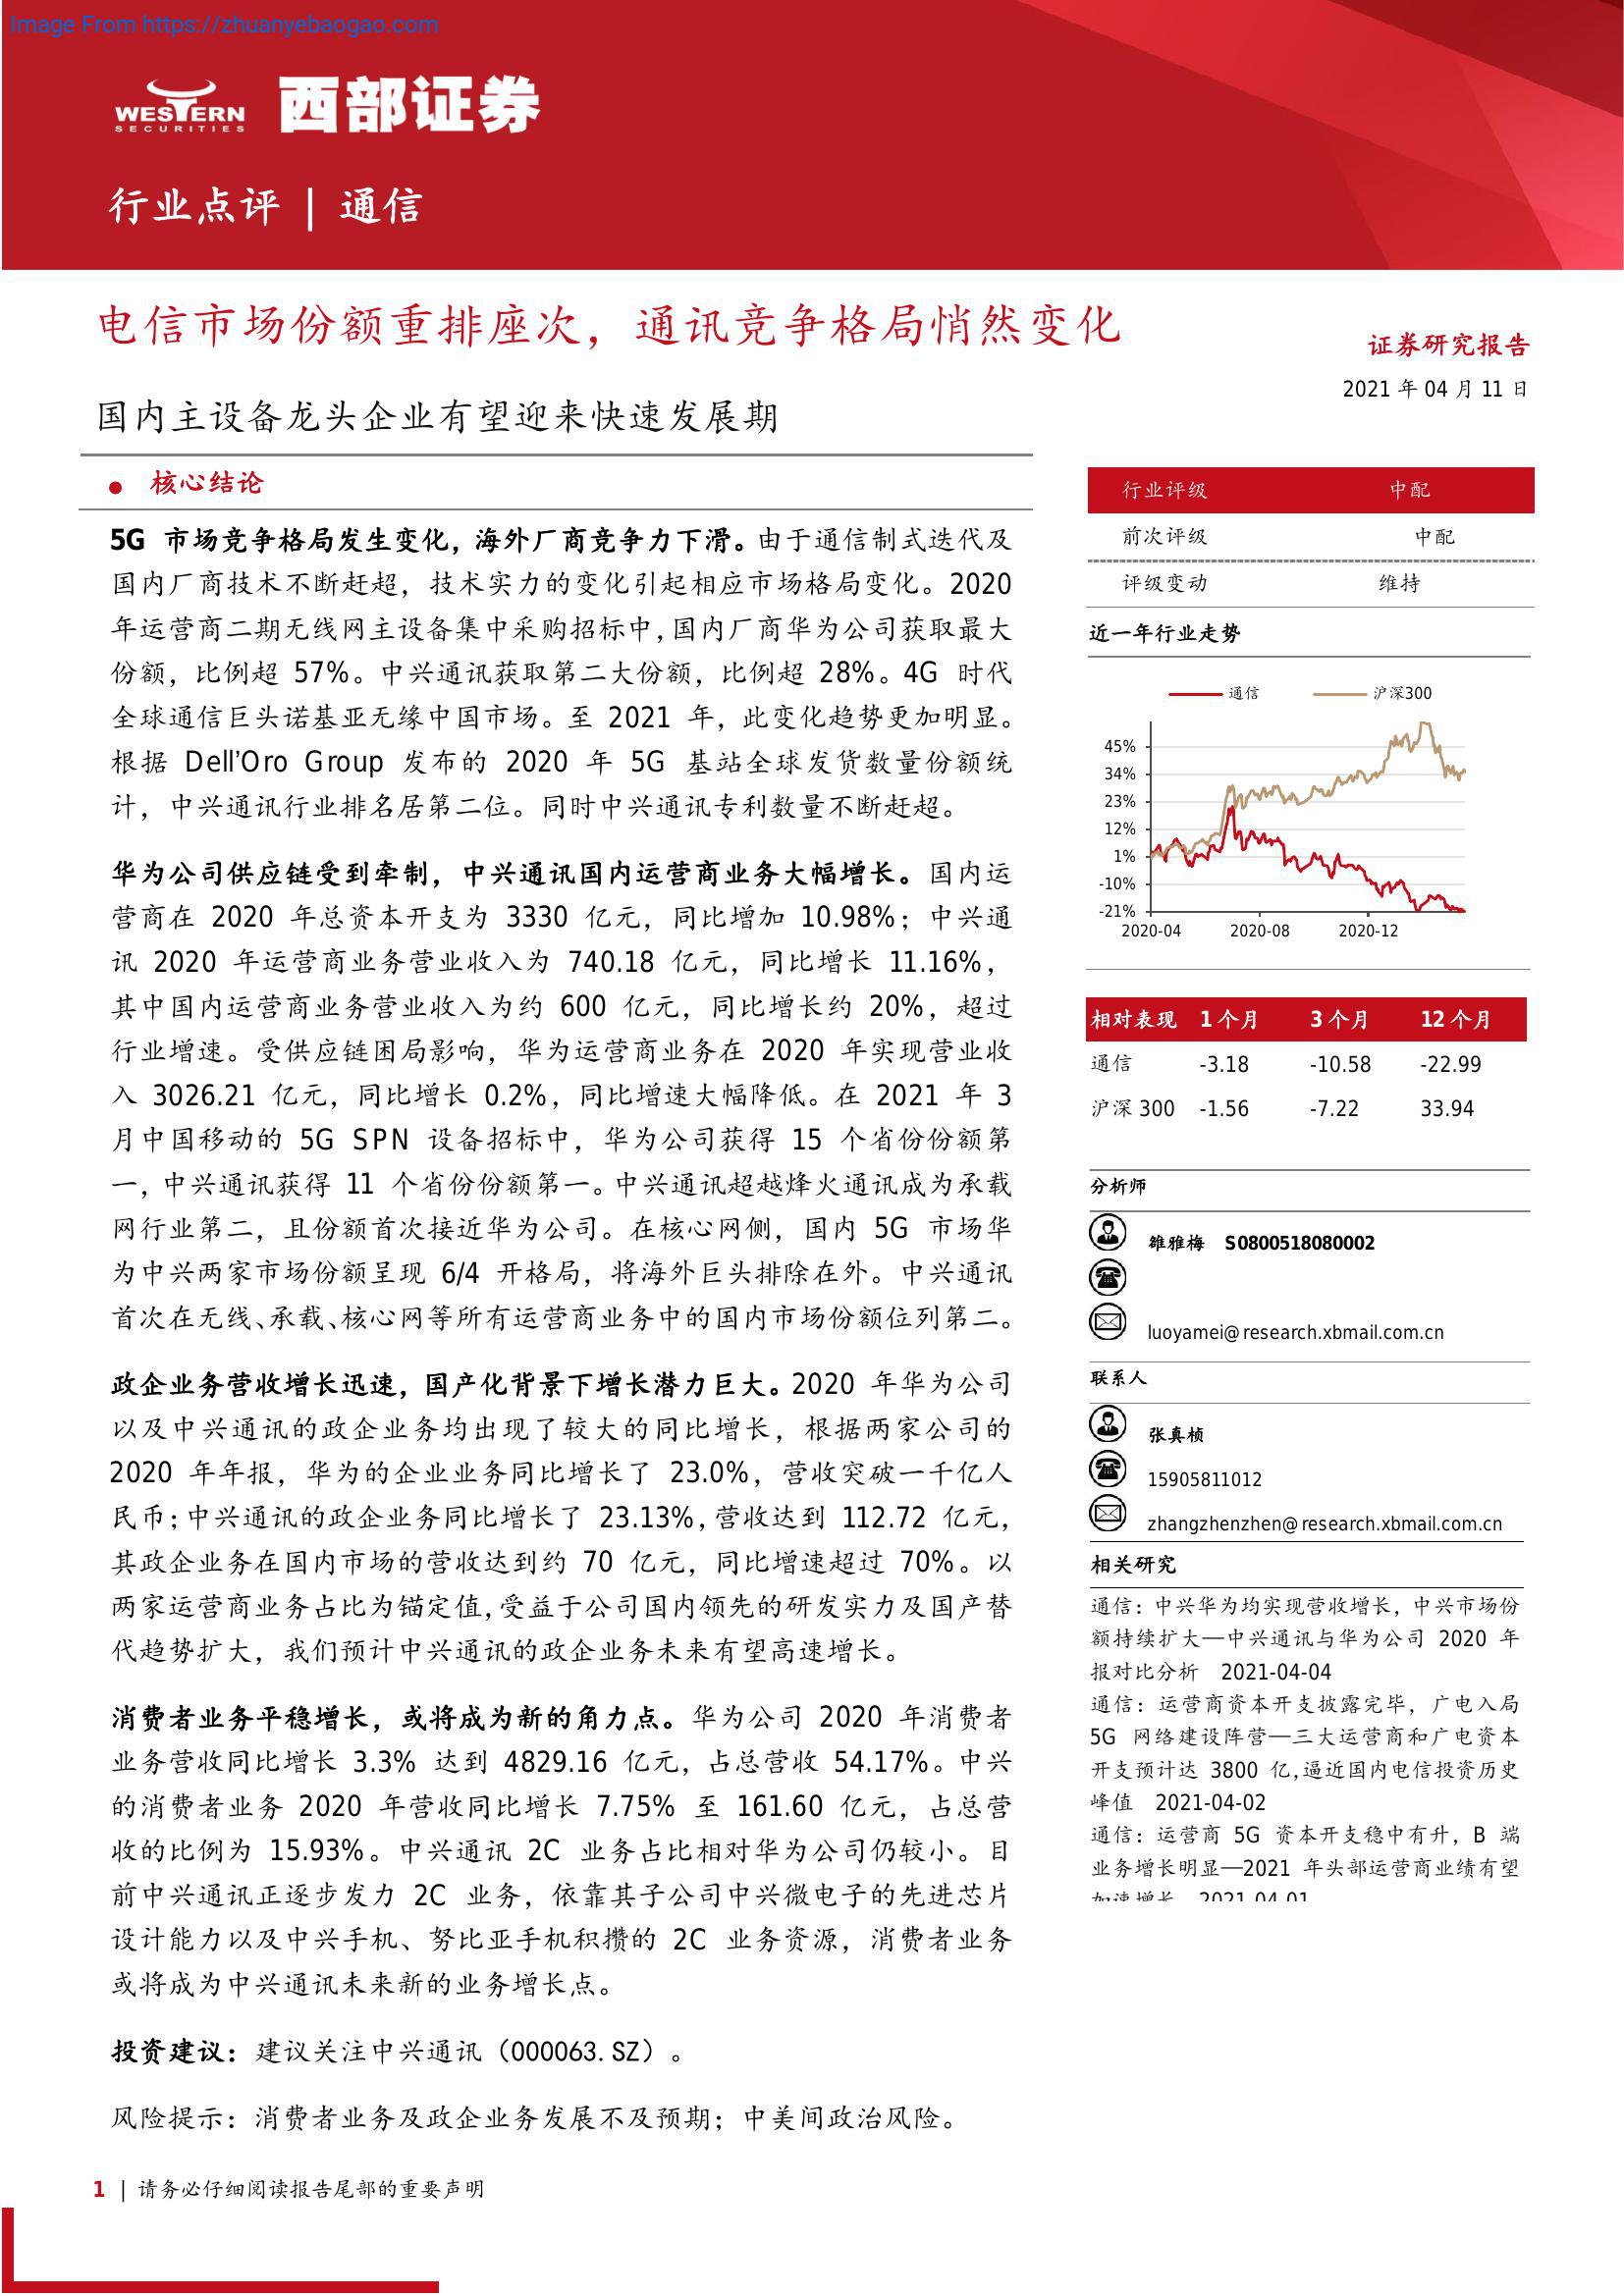 Image From https://zhuanyebaogao.com
WESTERN
SECURITIES
西部证券
行业点评 | 通信
电信市场份额重排座次，通讯竞争格局悄然变化
国内主设备龙头企业有望迎来快速发展期
证券研究报告
2021 年 04 月 11 日
● 核心结论
5G 市场竞争格局发生变化，海外厂商竞争力下滑。由于通信制式迭代及
国内厂商技术不断赶超，技术实力的变化引起相应市场格局变化。2020
年运营商二期无线网主设备集中采购招标中，国内厂商华为公司获取最大
份额，比例超 57%。中兴通讯获取第二大份额，比例超 28%。4G 时代
全球通信巨头诺基亚无缘中国市场。至 2021 年，此变化趋势更加明显。
根据 Dell’Oro Group 发布的 2020 年 5G 基站全球发货数量份额统
计，中兴通讯行业排名居第二位。同时中兴通讯专利数量不断赶超。
华为公司供应链受到牵制，中兴通讯国内运营商业务大幅增长。国内运
营商在 2020 年总资本开支为 3330 亿元，同比增加 10.98%；中兴通
讯 2020 年运营商业务营业收入为 740.18 亿元，同比增长 11.16%，
其中国内运营商业务营业收入为约 600 亿元，同比增长约 20%，超过
行业增速。受供应链困局影响，华为运营商业务在 2020 年实现营业收
入 3026.21 亿元，同比增长 0.2%，同比增速大幅降低。在 2021 年 3
月中国移动的 5G SPN 设备招标中，华为公司获得 15 个省份份额第
一，中兴通讯获得 11 个省份份额第一。中兴通讯超越烽火通讯成为承载
网行业第二，且份额首次接近华为公司。在核心网侧，国内 5G 市场华
为中兴两家市场份额呈现 6/4 开格局，将海外巨头排除在外。中兴通讯
首次在无线、承载、核心网等所有运营商业务中的国内市场份额位列第二。
政企业务营收增长迅速，国产化背景下增长潜力巨大。2020 年华为公司
以及中兴通讯的政企业务均出现了较大的同比增长，根据两家公司的
2020 年年报，华为的企业业务同比增长了 23.0%，营收突破一千亿人
民币；中兴通讯的政企业务同比增长了 23.13%，营收达到 112.72 亿元，
其政企业务在国内市场的营收达到约 70 亿元，同比增速超过 70%。以
两家运营商业务占比为锚定值，受益于公司国内领先的研发实力及国产替
代趋势扩大，我们预计中兴通讯的政企业务未来有望高速增长。
消费者业务平稳增长，或将成为新的角力点。华为公司 2020 年消费者
业务营收同比增长 3.3% 达到 4829.16 亿元，占总营收 54.17%。中兴
的消费者业务 2020 年营收同比增长 7.75% 至 161.60 亿元，占总营
收的比例为 15.93%。中兴通讯 2C 业务占比相对华为公司仍较小。目
前中兴通讯正逐步发力 2C 业务，依靠其子公司中兴微电子的先进芯片
设计能力以及中兴手机、努比亚手机积攒的 2C 业务资源，消费者业务
或将成为中兴通讯未来新的业务增长点。
投资建议：建议关注中兴通讯（000063.SZ）。
风险提示：消费者业务及政企业务发展不及预期；中美间政治风险。
行业评级 中配
前次评级 中配
评级变动 维持
近一年行业走势
通信 沪深300
45%
34%
23%
12%
1%
-10%
-21%
2020-04 2020-08 2020-12
相对表现 1 个月 3 个月 12 个月
通信 -3.18 -10.58 -22.99
沪深 300 -1.56 -7.22 33.94
分析师
雒雅梅 S0800518080002
luoyamei@research.xbmail.com.cn
联系人
张真桢
15905811012
zhangzhenzhen@research.xbmail.com.cn
相关研究
通信：中兴华为均实现营收增长，中兴市场份
额持续扩大—中兴通讯与华为公司 2020 年
报对比分析 2021-04-04
通信：运营商资本开支披露完毕，广电入局
5G 网络建设阵营—三大运营商和广电资本
开支预计达 3800 亿，逼近国内电信投资历史
峰值 2021-04-02
通信：运营商 5G 资本开支稳中有升，B 端
业务增长明显—2021 年头部运营商业绩有望
加速增长 2021-04-01
1 | 请务必仔细阅读报告尾部的重要声明